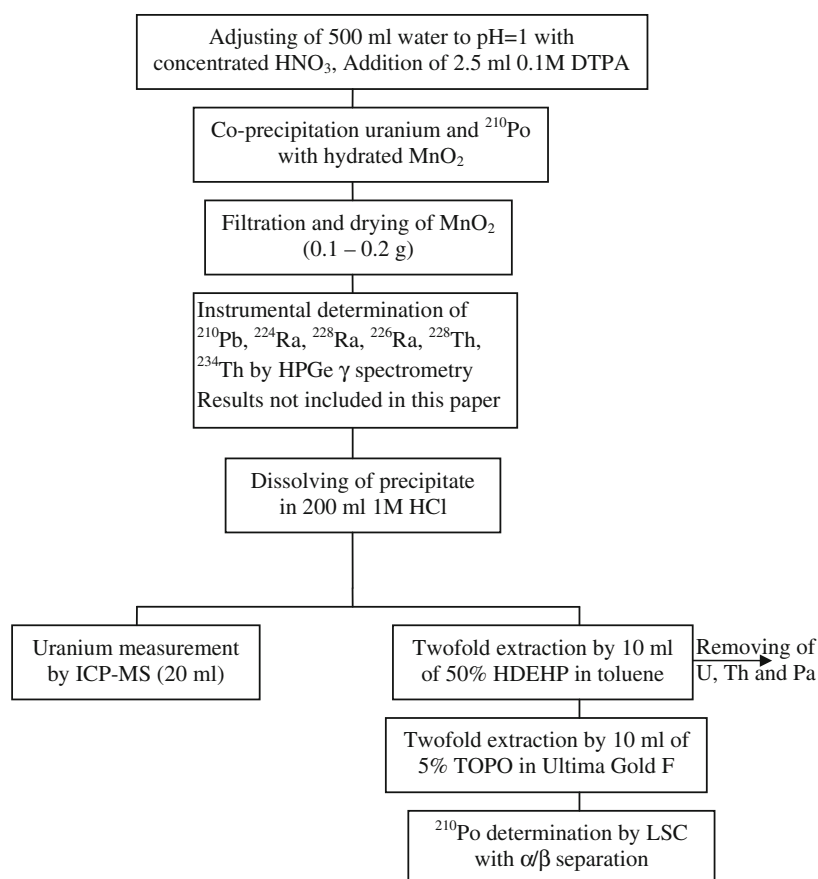 Adjusting of 500 ml water to pH=1 with
concentrated HNO₃, Addition of 2.5 ml 0.1M DTPA
Co-precipitation uranium and ²¹⁰Po
with hydrated MnO₂
Filtration and drying of MnO₂
(0.1 – 0.2 g)
Instrumental determination of
²¹⁰Pb, ²²⁴Ra, ²²⁸Ra, ²²⁶Ra, ²²⁸Th,
²³⁴Th by HPGe γ spectrometry
Results not included in this paper
Dissolving of precipitate
in 200 ml 1M HCl
Uranium measurement
by ICP-MS (20 ml)
Twofold extraction by 10 ml
of 50% HDEHP in toluene
Removing of
U, Th and Pa
Twofold extraction by 10 ml of
5% TOPO in Ultima Gold F
²¹⁰Po determination by LSC
with α/β separation